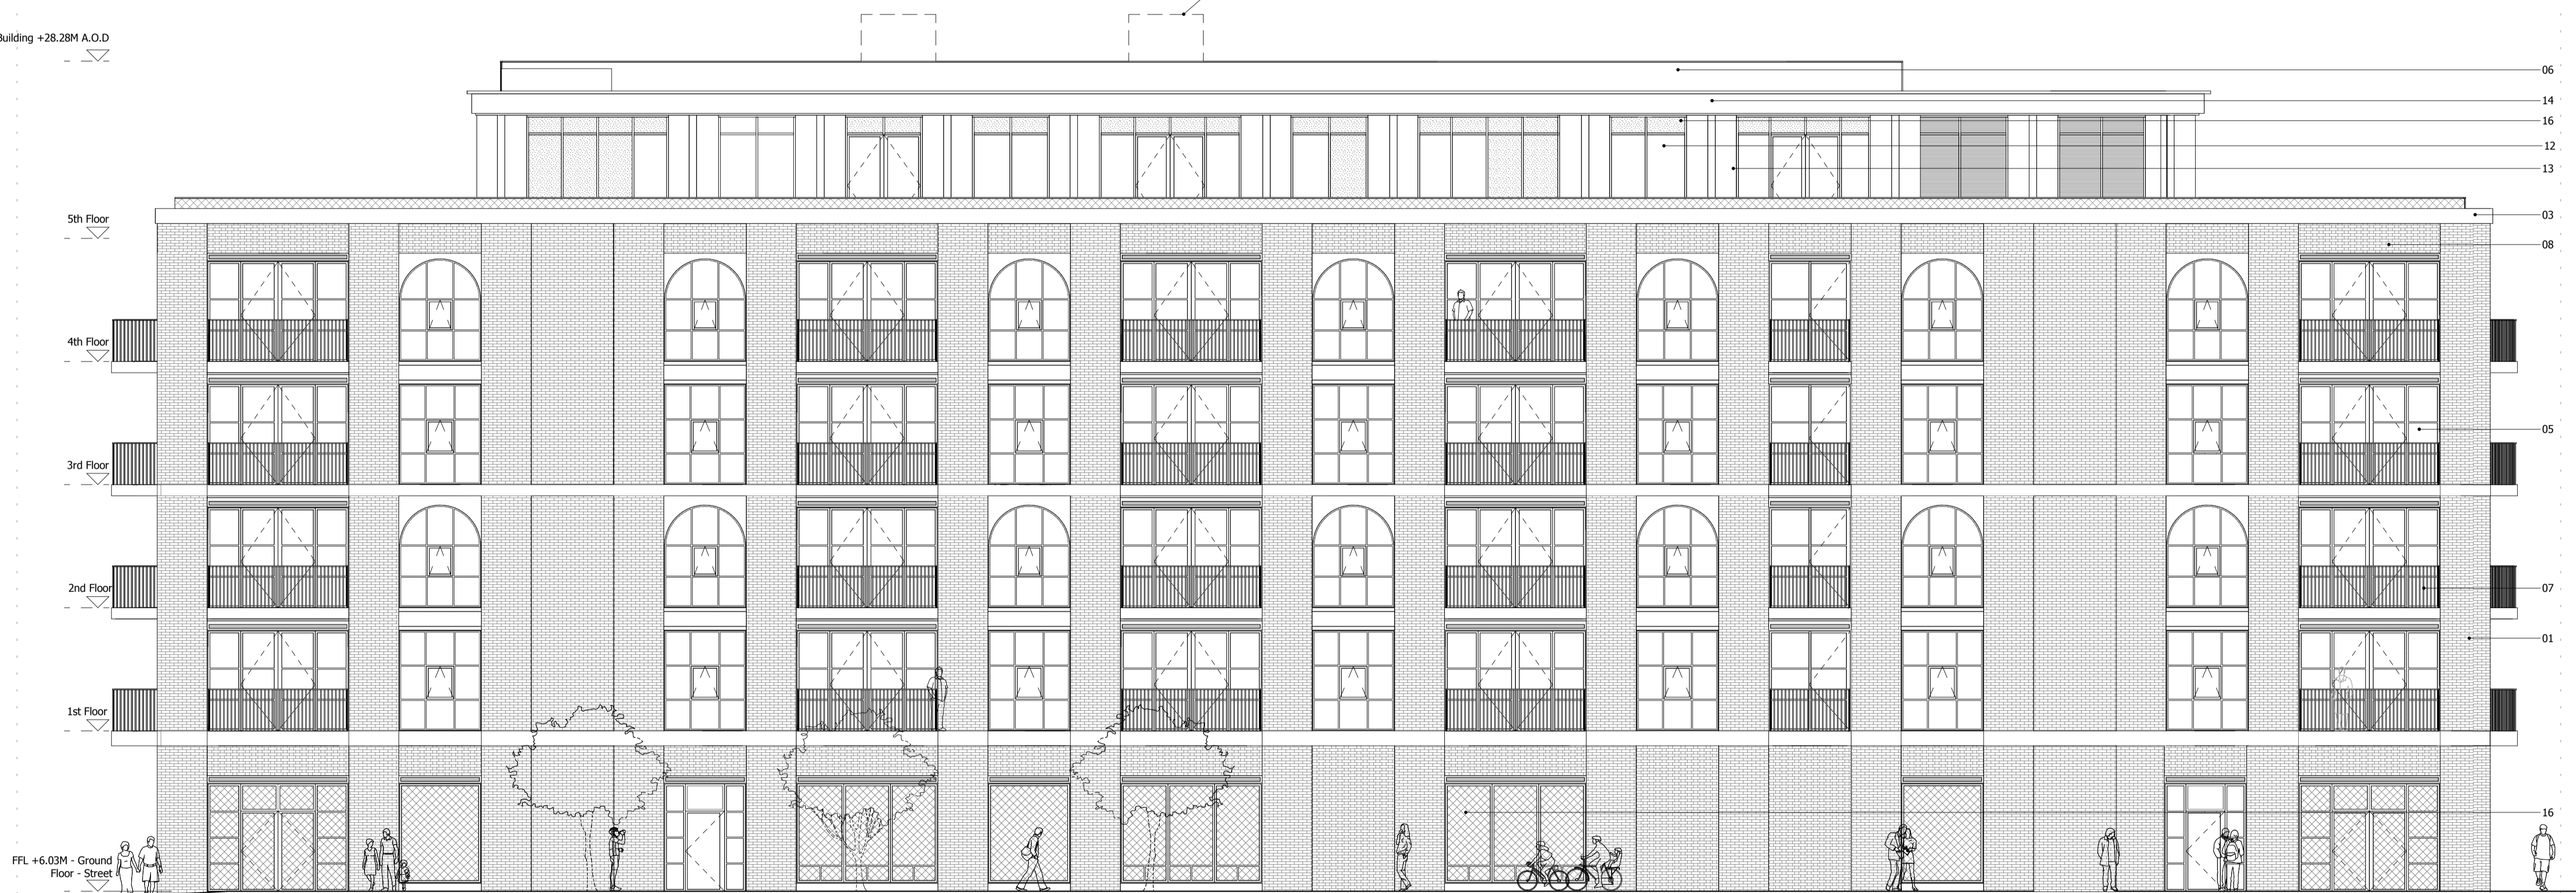 Building +28.28M A.O.D
06
14
16
12
13
5th Floor
03
08
4th Floor
3rd Floor
05
2nd Floor
07
01
1st Floor
16
FFL +6.03M - Ground
Floor - Street